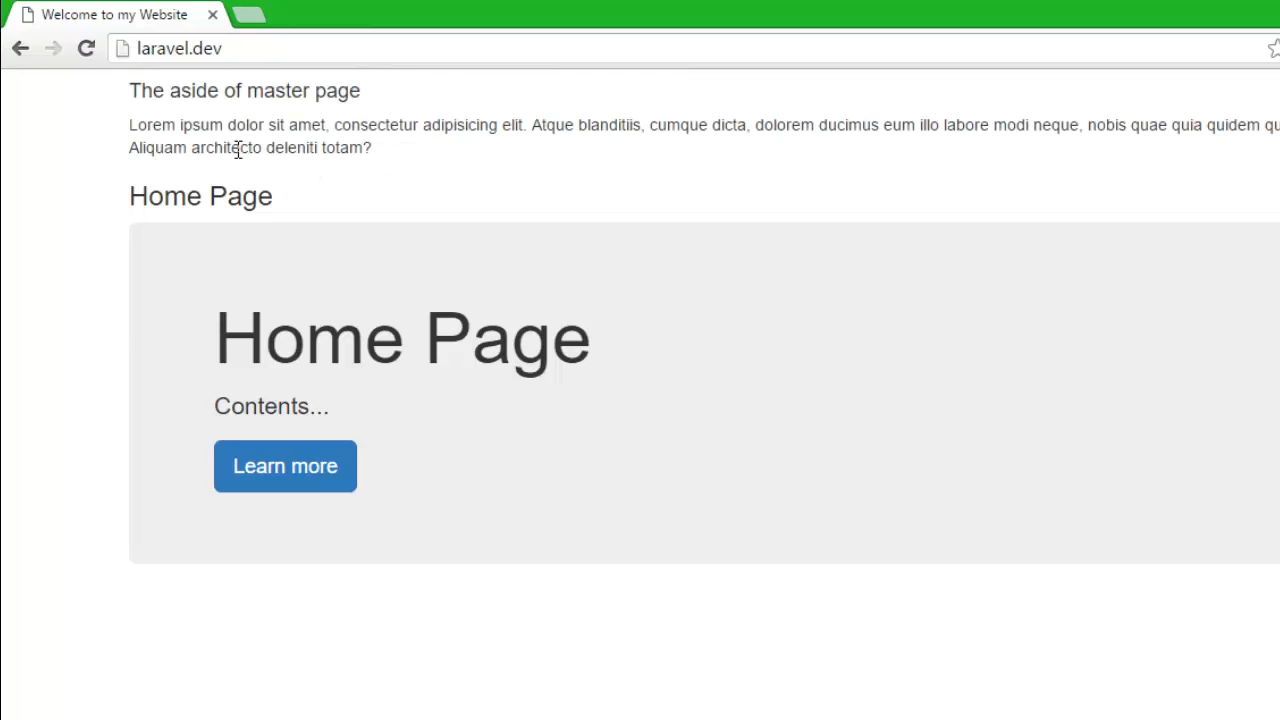 Welcome to my Website
laravel.dev
The aside of master page
Lorem ipsum dolor sit amet, consectetur adipisicing elit. Atque blanditiis, cumque dicta, dolorem ducimus eum illo labore modi neque, nobis quae quia quidem
Aliquam architecto deleniti totam?
Home Page
Home Page
Contents...
Learn more